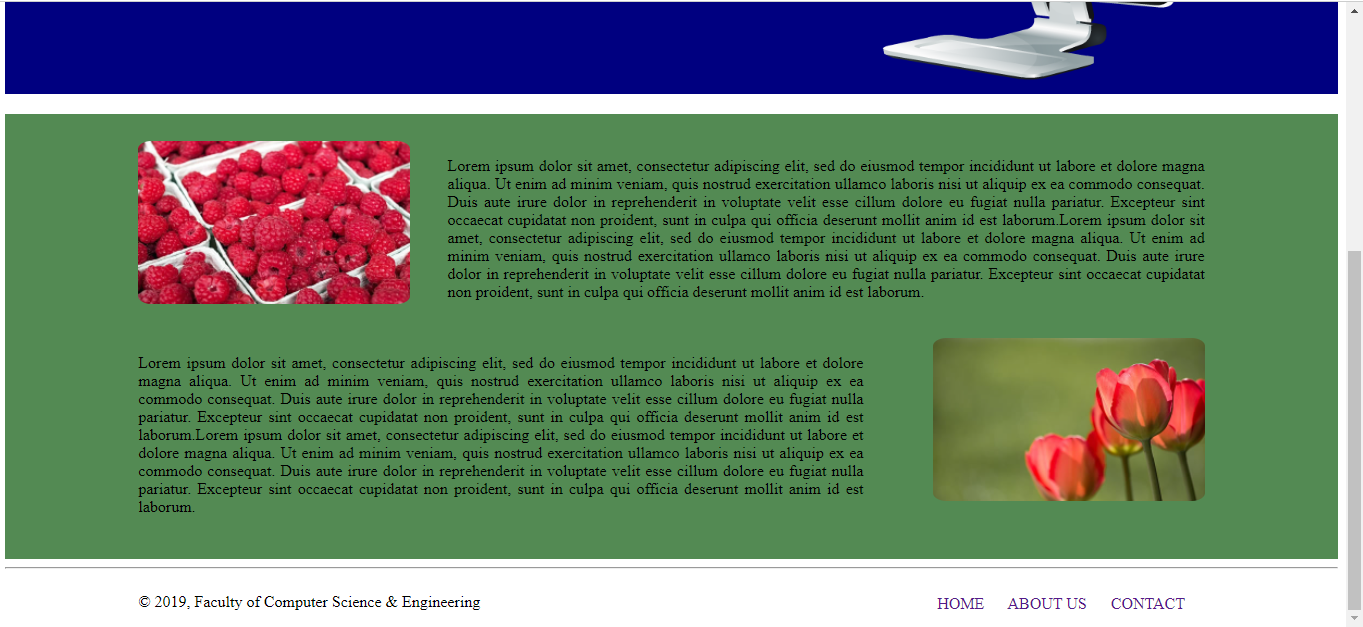 Lorem ipsum dolor sit amet, consectetur adipiscing elit, sed do eiusmod tempor incididunt ut labore et dolore magna
aliqua. Ut enim ad minim veniam, quis nostrud exercitation ullamco laboris nisi ut aliquip ex ea commodo consequat.
Duis aute irure dolor in reprehenderit in voluptate velit esse cillum dolore eu fugiat nulla pariatur. Excepteur sint
occaecat cupidatat non proident, sunt in culpa qui officia deserunt mollit anim id est laborum.Lorem ipsum dolor sit
amet, consectetur adipiscing elit, sed do eiusmod tempor incididunt ut labore et dolore magna aliqua. Ut enim ad
minim veniam, quis nostrud exercitation ullamco laboris nisi ut aliquip ex ea commodo consequat. Duis aute irure
dolor in reprehenderit in voluptate velit esse cillum dolore eu fugiat nulla pariatur. Excepteur sint occaecat cupidatat
non proident, sunt in culpa qui officia deserunt mollit anim id est laborum.
Lorem ipsum dolor sit amet, consectetur adipiscing elit, sed do eiusmod tempor incididunt ut labore et dolore
magna aliqua. Ut enim ad minim veniam, quis nostrud exercitation ullamco laboris nisi ut aliquip ex ea
commodo consequat. Duis aute irure dolor in reprehenderit in voluptate velit esse cillum dolore eu fugiat nulla
pariatur. Excepteur sint occaecat cupidatat non proident, sunt in culpa qui officia deserunt mollit anim id est
laborum.Lorem ipsum dolor sit amet, consectetur adipiscing elit, sed do eiusmod tempor incididunt ut labore et
dolore magna aliqua. Ut enim ad minim veniam, quis nostrud exercitation ullamco laboris nisi ut aliquip ex ea
commodo consequat. Duis aute irure dolor in reprehenderit in voluptate velit esse cillum dolore eu fugiat nulla
pariatur. Excepteur sint occaecat cupidatat non proident, sunt in culpa qui officia deserunt mollit anim id est
laborum.
© 2019, Faculty of Computer Science & Engineering
HOME ABOUT US CONTACT